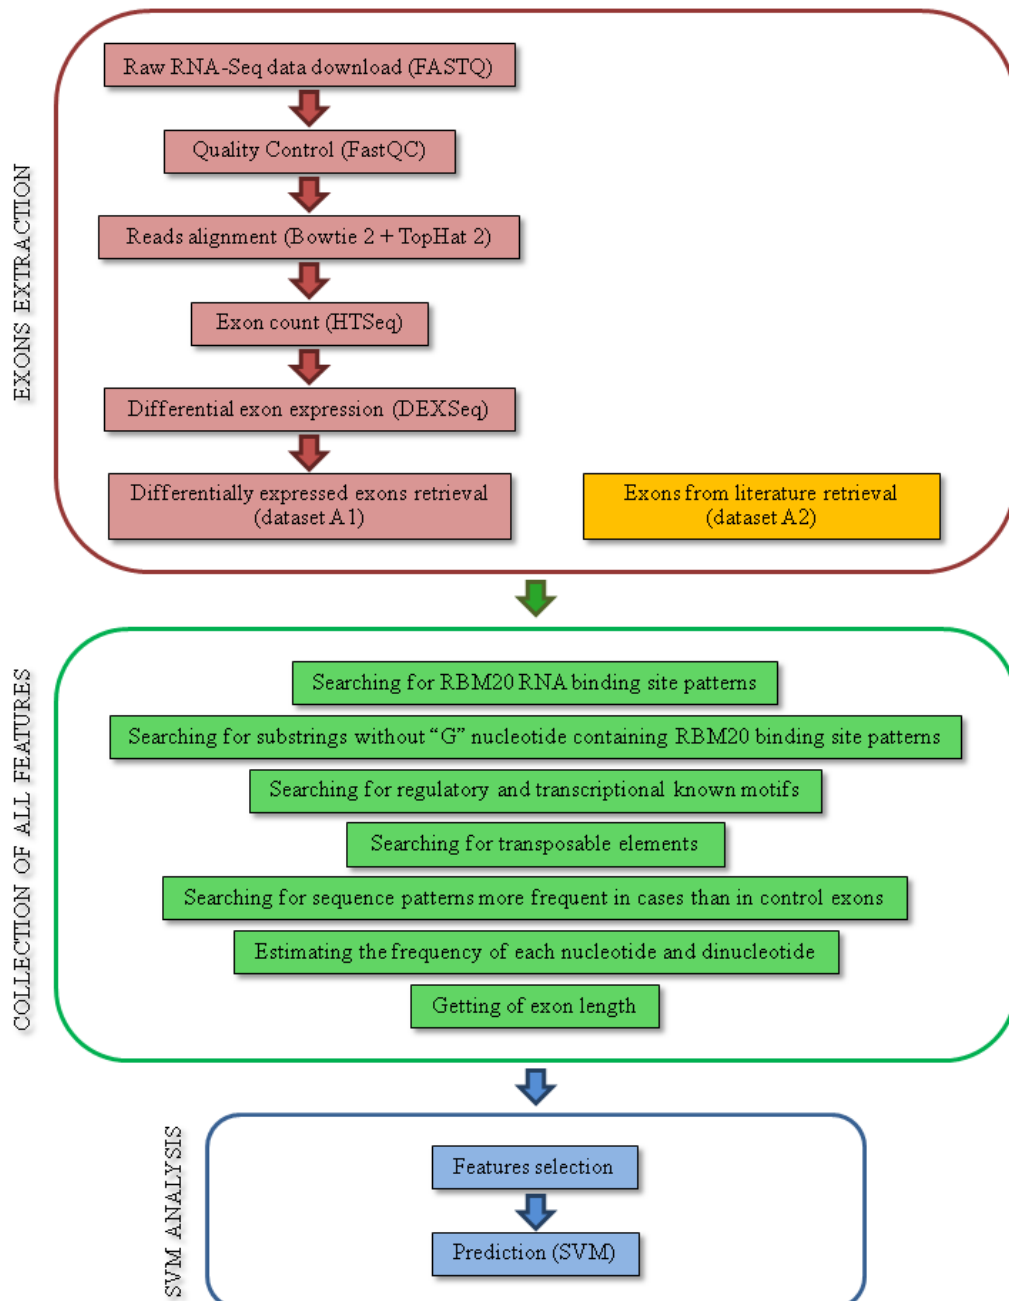 EXONS EXTRACTION
Raw RNA-Seq data download (FASTQ)
Quality Control (FastQC)
Reads alignment (Bowtie 2 + TopHat 2)
Exon count (HTSeq)
Differential exon expression (DEXSeq)
Differentially expressed exons retrieval
(dataset A1)
Exons from literature retrieval
(dataset A2)
COLLECTION OF ALL FEATURES
Searching for RBM20 RNA binding site patterns
Searching for substrings without “G” nucleotide containing RBM20 binding site patterns
Searching for regulatory and transcriptional known motifs
Searching for transposable elements
Searching for sequence patterns more frequent in cases than in control exons
Estimating the frequency of each nucleotide and dinucleotide
Getting of exon length
SVM ANALYSIS
Features selection
Prediction (SVM)